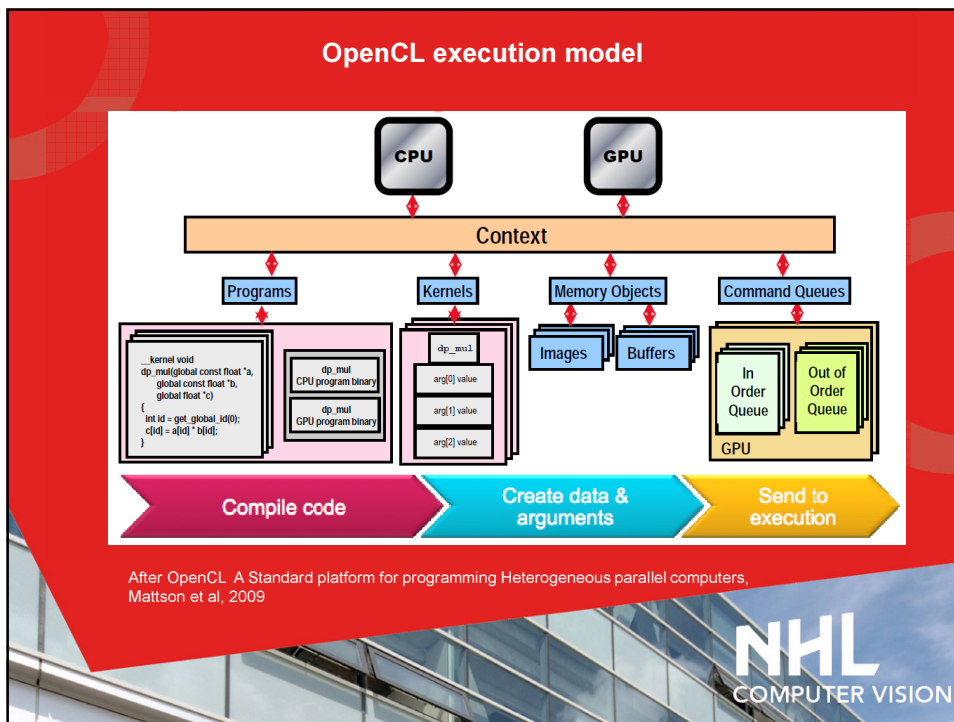 OpenCL execution model
CPU
GPU
Context
Programs
Kernels
Memory Objects
Command Queues
__kernel void
dp_mul(global const float *a,
global const float *b,
global float *c)
{
int id = get_global_id(0);
c[id] = a[id] * b[id];
}
dp_mul
CPU program binary
dp_mul
GPU program binary
dp_mul
arg[0] value
arg[1] value
arg[2] value
Images
Buffers
In
Order
Queue
Out of
Order
Queue
GPU
Compile code
Create data &
arguments
Send to
execution
After OpenCL A Standard platform for programming Heterogeneous parallel computers,
Mattson et al, 2009
NHL
COMPUTER VISION